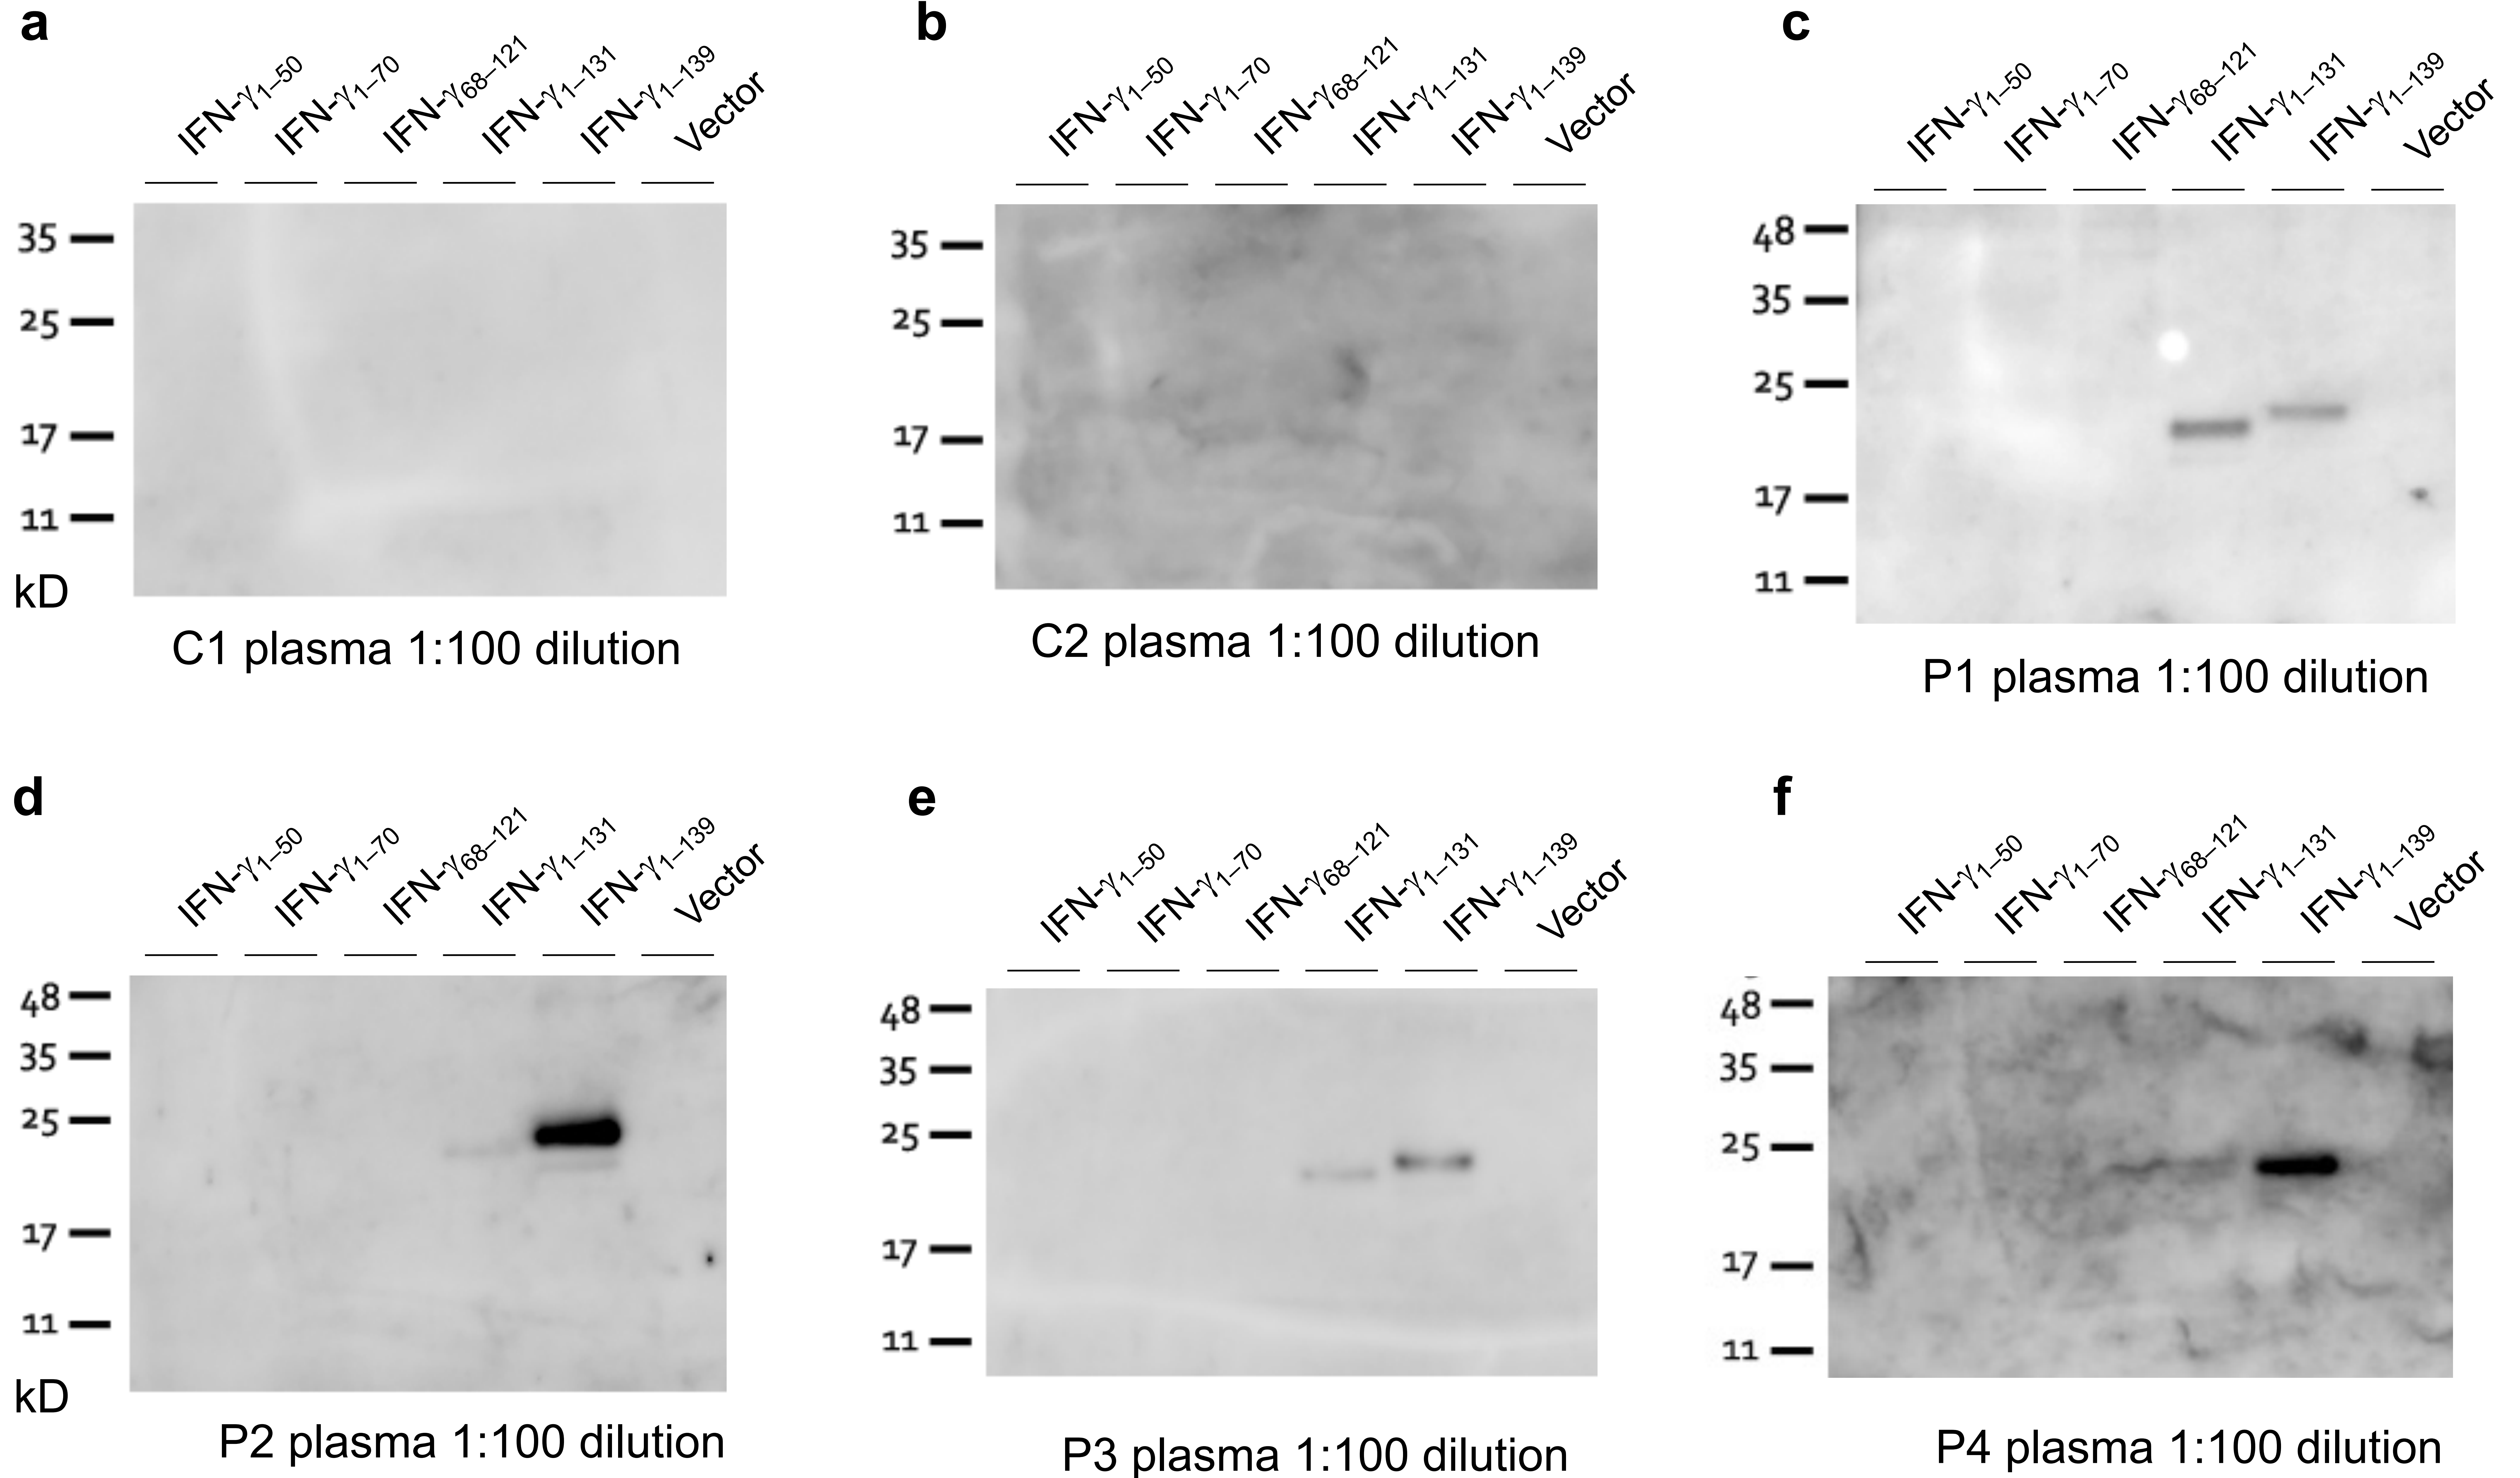 a
IFN-γ1–50 IFN-γ1–70 IFN-γ68–121 IFN-γ1–131 IFN-γ1–139 Vector
35
25
17
11
kD
C1 plasma 1:100 dilution
b
IFN-γ1–50 IFN-γ1–70 IFN-γ68–121 IFN-γ1–131 IFN-γ1–139 Vector
35
25
17
11
C2 plasma 1:100 dilution
c
IFN-γ1–50 IFN-γ1–70 IFN-γ68–121 IFN-γ1–131 IFN-γ1–139 Vector
48
35
25
17
11
P1 plasma 1:100 dilution
d
IFN-γ1–50 IFN-γ1–70 IFN-γ68–121 IFN-γ1–131 IFN-γ1–139 Vector
48
35
25
17
11
kD
P2 plasma 1:100 dilution
e
IFN-γ1–50 IFN-γ1–70 IFN-γ68–121 IFN-γ1–131 IFN-γ1–139 Vector
48
35
25
17
11
P3 plasma 1:100 dilution
f
IFN-γ1–50 IFN-γ1–70 IFN-γ68–121 IFN-γ1–131 IFN-γ1–139 Vector
48
35
25
17
11
P4 plasma 1:100 dilution